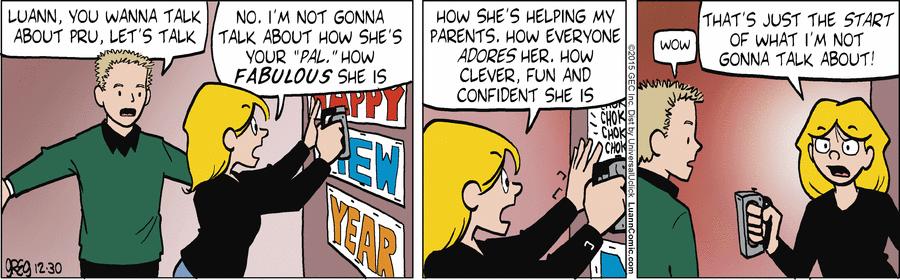 LUANN, YOU WANNA TALK
ABOUT PRU, LET'S TALK
NO. I'M NOT GONNA
TALK ABOUT HOW SHE'S
YOUR "PAL." HOW
FABULOUS SHE IS
HAPPY
NEW
YEAR
GREG 12·30
HOW SHE'S HELPING MY
PARENTS. HOW EVERYONE
ADORES HER. HOW
CLEVER, FUN AND
CONFIDENT SHE IS
CHOK
CHOK
CHOK
CHOK
©2015 GEC Inc. Dist by UniversalUclick LuannComic.com
WOW
THAT'S JUST THE START
OF WHAT I'M NOT
GONNA TALK ABOUT!